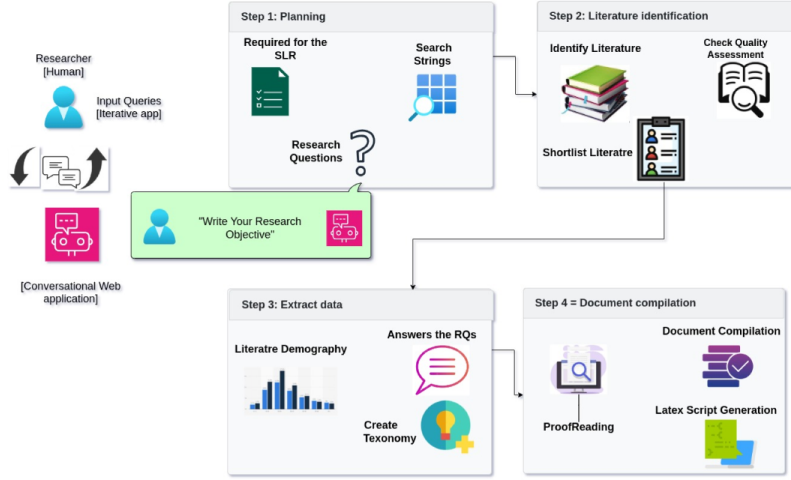 Researcher
[Human]
Input Queries
[Iterative app]
[Conversational Web
application]
Step 1: Planning
Required for the
SLR
Search
Strings
Research
Questions
"Write Your Research
Objective"
Step 2: Literature identification
Identify Literature
Check Quality
Assessment
Shortlist Literatre
Step 3: Extract data
Literatre Demography
Answers the RQs
Create
Texonomy
Step 4 = Document compilation
Document Compilation
ProofReading
Latex Script Generation